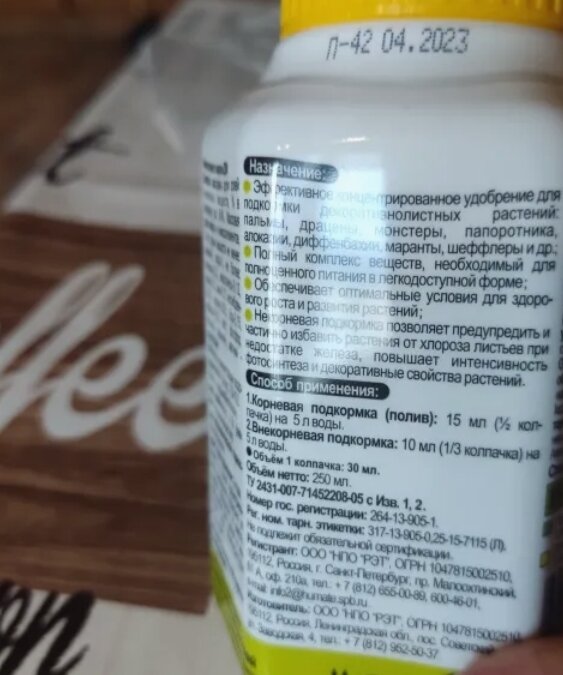 п-42 04.2023
Назначение:
Эффективное концентрированное удобрение для
подкормки декоративнолистных растений:
пальмы, драцены, монстеры, папоротника,
алоказии, диффенбахии, маранты, шеффлеры и др.;
Полный комплекс веществ, необходимый для
полноценного питания в легкодоступной форме;
Обеспечивает оптимальные условия для здоро-
вого роста и развития растений;
Некорневая подкормка позволяет предупредить и
частично избавить растения от хлороза листьев при
недостатке железа, повышает интенсивность
фотосинтеза и декоративные свойства растений.
Способ применения:
1.Корневая подкормка (полив): 15 мл (½ кол-
пачка) на 5 л воды.
2.Внекорневая подкормка: 10 мл (1/3 колпачка) на
5 л воды.
Объём 1 колпачка: 30 мл.
Объём нетто: 250 мл.
ТУ 2431-007-71452208-05 с Изв. 1, 2.
Номер гос. регистрации: 264-13-905-1.
Рег. ном. тарн. этикетки: 317-13-905-0,25-15-7115 (Л).
Не подлежит обязательной сертификации.
Регистрант: ООО "НПО "РЭТ", ОГРН 1047815002510,
195112, Россия, г. Санкт-Петербург, пр. Малоохтинский,
А, оф. 210а, тел.: + 7 (812) 655-00-89, 600-46-01,
info2@humate.spb.ru
Изготовитель: ООО "НПО "РЭТ", ОГРН 1047815002510
195112, Россия, Ленинградская обл., пос. Советский
Заводская, 4, тел.: + 7 (812) 952-50-37